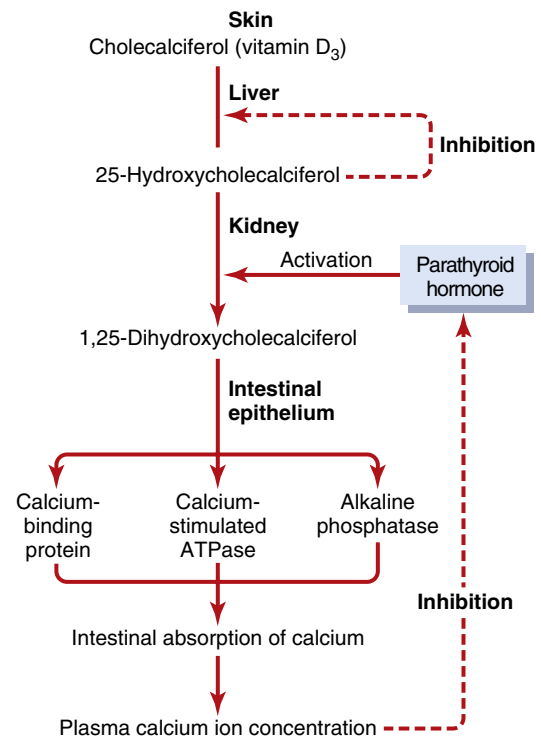 Skin
Cholecalciferol (vitamin D₃)
Liver
Inhibition
25-Hydroxycholecalciferol
Kidney
Activation
Parathyroid
hormone
1,25-Dihydroxycholecalciferol
Intestinal
epithelium
Calcium-
binding
protein
Calcium-
stimulated
ATPase
Alkaline
phosphatase
Inhibition
Intestinal absorption of calcium
Plasma calcium ion concentration